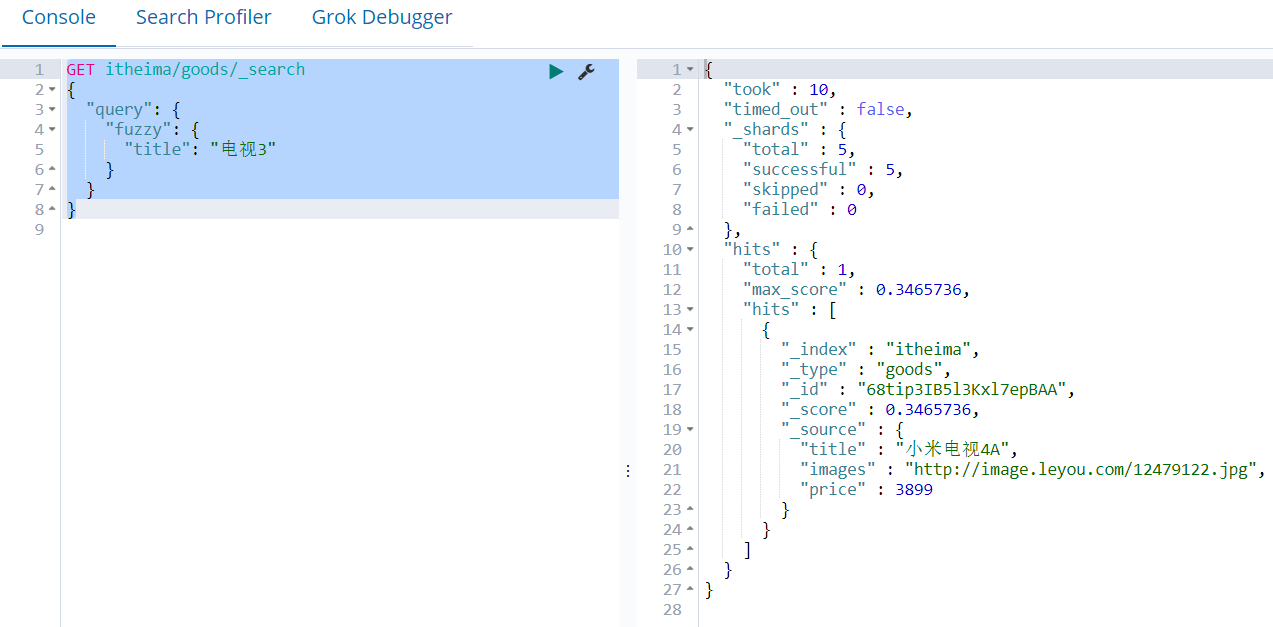 Console Search Profiler Grok Debugger
1 GET itheima/goods/_search
2 {
3 "query": {
4 "fuzzy": {
5 "title": "电视3"
6 }
7 }
8 }
9
1 {
2 "took" : 10,
3 "timed_out" : false,
4 "_shards" : {
5 "total" : 5,
6 "successful" : 5,
7 "skipped" : 0,
8 "failed" : 0
9 },
10 "hits" : {
11 "total" : 1,
12 "max_score" : 0.3465736,
13 "hits" : [
14 {
15 "_index" : "itheima",
16 "_type" : "goods",
17 "_id" : "68tip3IB5l3Kxl7epBAA",
18 "_score" : 0.3465736,
19 "_source" : {
20 "title" : "小米电视4A",
21 "images" : "http://image.leyou.com/12479122.jpg",
22 "price" : 3899
23 }
24 }
25 ]
26 }
27 }
28